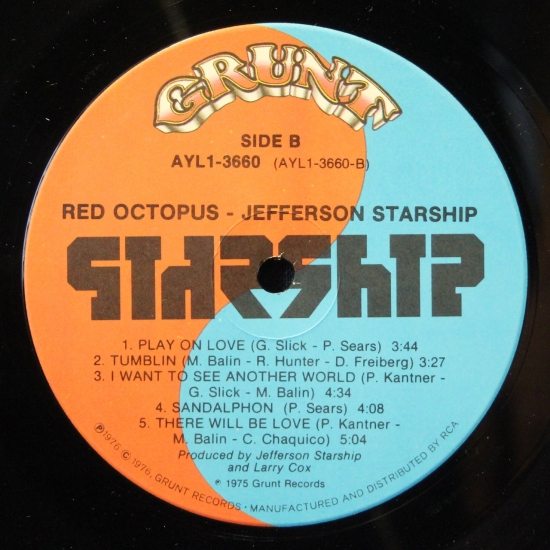 GRUNT
SIDE B
AYL1-3660 (AYL1-3660-B)
RED OCTOPUS - JEFFERSON STARSHIP
STARSHIP
1. PLAY ON LOVE (G. Slick - P. Sears) 3:44
2. TUMBLIN (M. Balin - R. Hunter - D. Freiberg) 3:27
3. I WANT TO SEE ANOTHER WORLD (P. Kantner -
G. Slick - M. Balin) 4:34
4. SANDALPHON (P. Sears) 4:08
5. THERE WILL BE LOVE (P. Kantner -
M. Balin - C. Chaquico) 5:04
Produced by Jefferson Starship
and Larry Cox
℗ 1975 Grunt Records
℗1976 © 1976, GRUNT RECORDS • MANUFACTURED AND DISTRIBUTED BY RCA